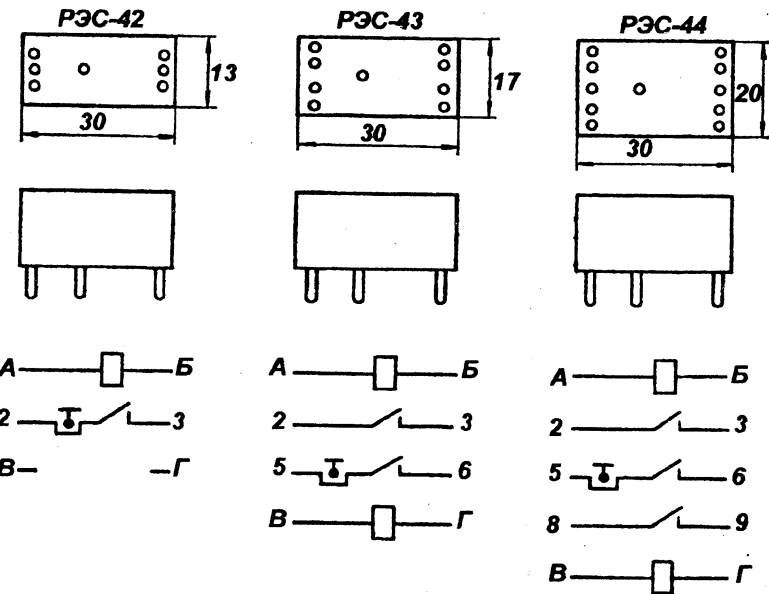 РЭС-42 РЭС-43 РЭС-44
13 17 20
30 30 30
А Б А Б А Б
2 3 2 3 2 3
В Г 5 6 5 6
В Г 8 9
В Г